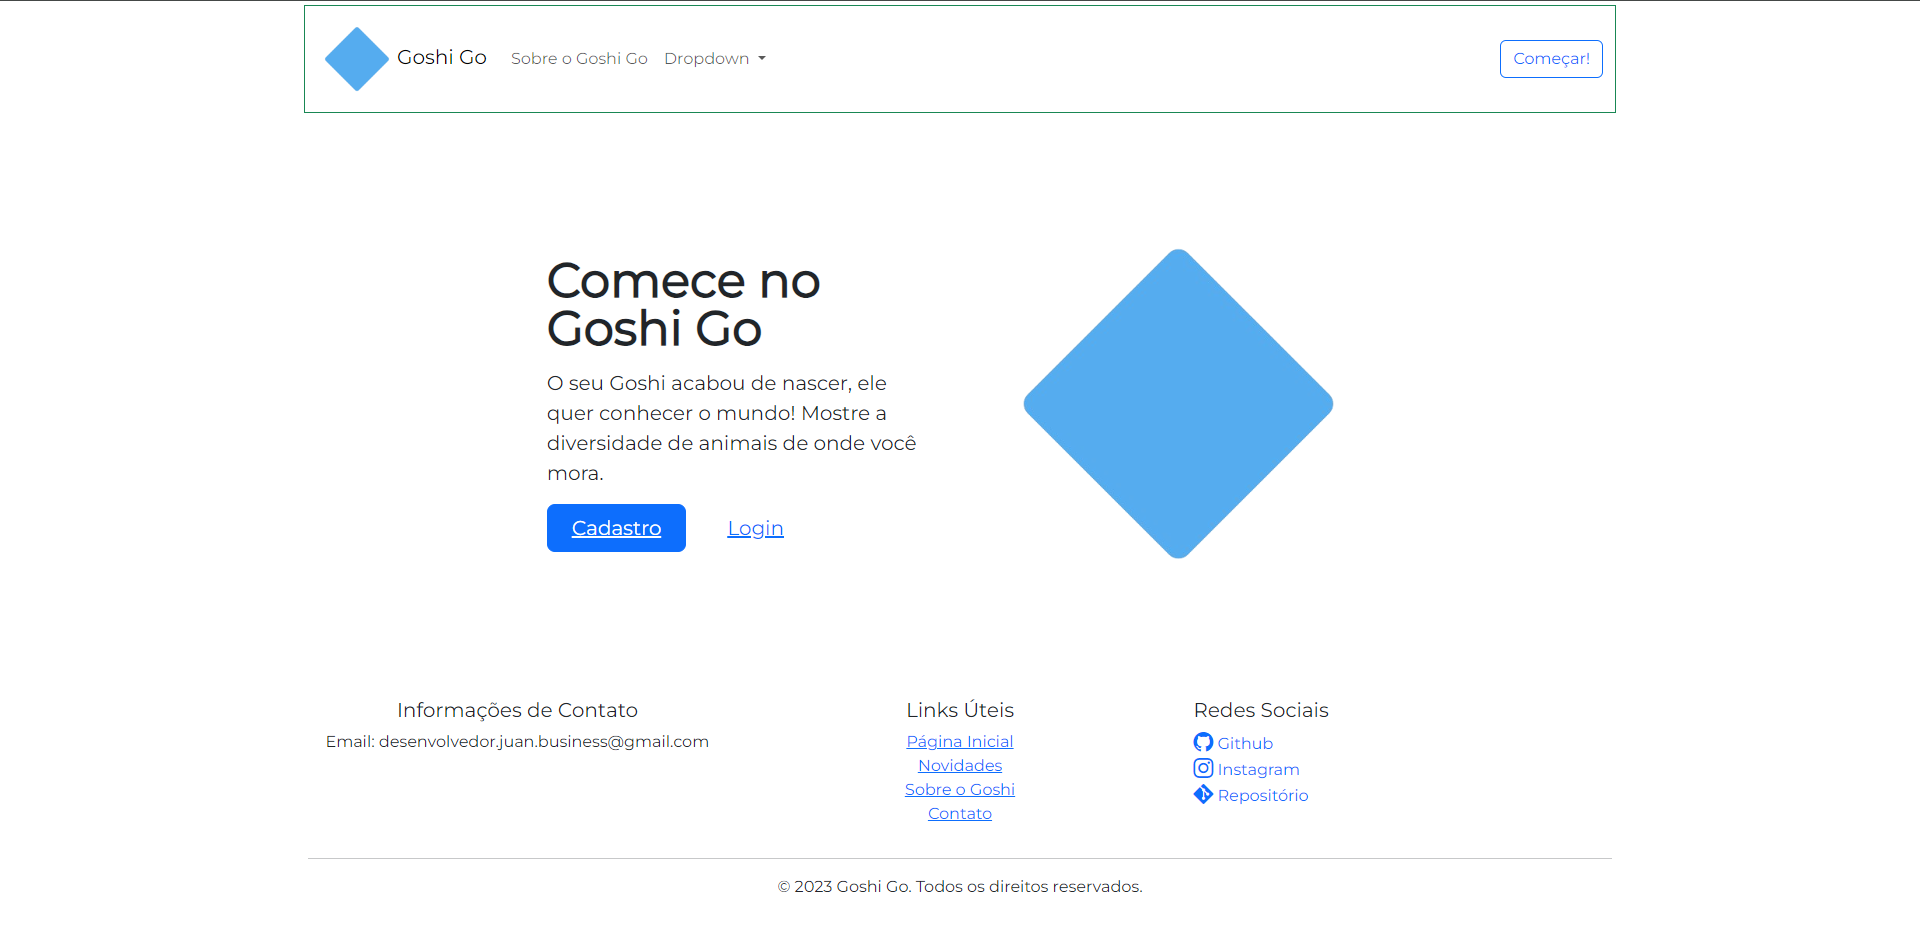 Goshi Go
Sobre o Goshi Go
Dropdown
Começar!
Comece no
Goshi Go
O seu Goshi acabou de nascer, ele
quer conhecer o mundo! Mostre a
diversidade de animais de onde você
mora.
Cadastro
Login
Informações de Contato
Email: desenvolvedor.juan.business@gmail.com
Links Úteis
Página Inicial
Novidades
Sobre o Goshi
Contato
Redes Sociais
Github
Instagram
Repositório
© 2023 Goshi Go. Todos os direitos reservados.